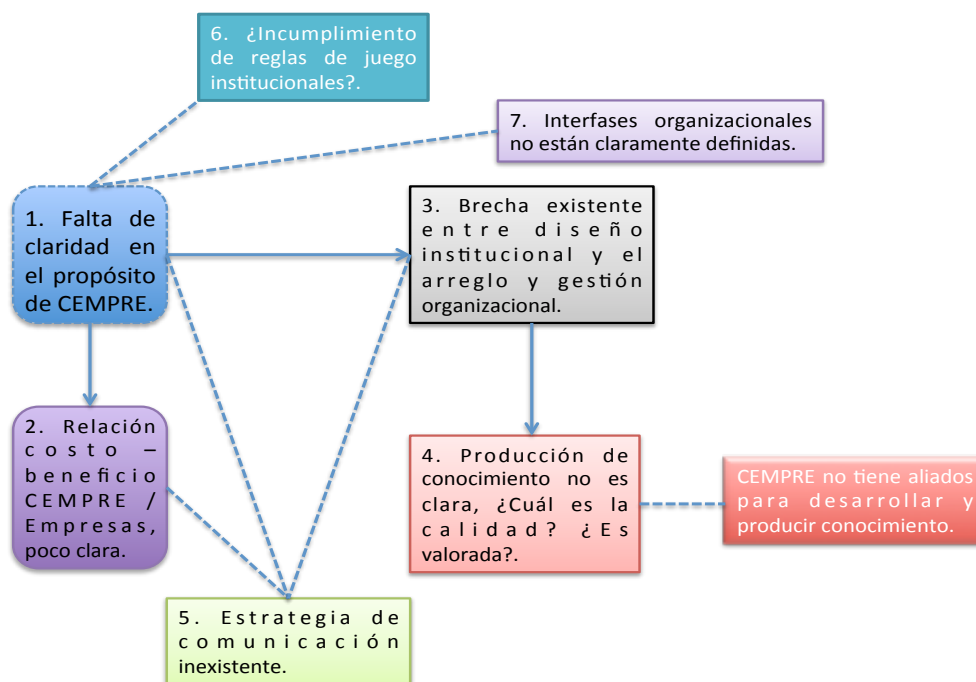 6. ¿Incumplimiento
de reglas de juego
institucionales?.
7. Interfases organizacionales
no están claramente definidas.
1. Falta de
claridad en
el propósito
de CEMPRE.
3. Brecha existente
entre diseño
institucional y el
arreglo y gestión
organizacional.
2. Relación
costo –
beneficio
CEMPRE /
Empresas,
poco clara.
4. Producción de
conocimiento no es
clara, ¿Cuál es la
calidad? ¿Es
valorada?.
CEMPRE no tiene aliados
para desarrollar y
producir conocimiento.
5. Estrategia de
comunicación
inexistente.